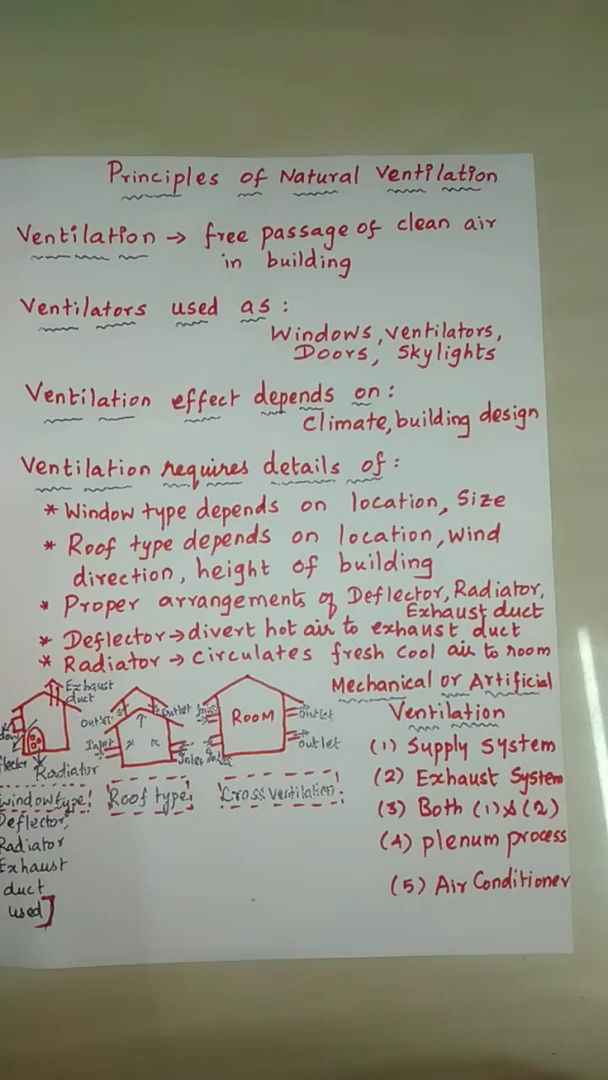 Principles of Natural Ventilation
Ventilation → free passage of clean air
in building
Ventilators used as:
Windows, ventilators,
Doors, Skylights
Ventilation effect depends on:
Climate, building design
Ventilation requires details of:
* Window type depends on location, Size
* Roof type depends on location, wind
direction, height of building
* Proper arrangements of Deflector, Radiator,
Exhaust duct
* Deflector → divert hot air to exhaust duct
* Radiator → circulates fresh cool air to room
Exhaust
duct
Radiator
Window type
Deflector,
Radiator
Exhaust
duct
used]
Outlet
Outlet
Inlet
Inlet
Roof type
ROOM
outlet
outlet
Cross ventilation
Mechanical or Artificial
Ventilation
(1) Supply System
(2) Exhaust System
(3) Both (1) & (2)
(4) plenum process
(5) Air Conditioner